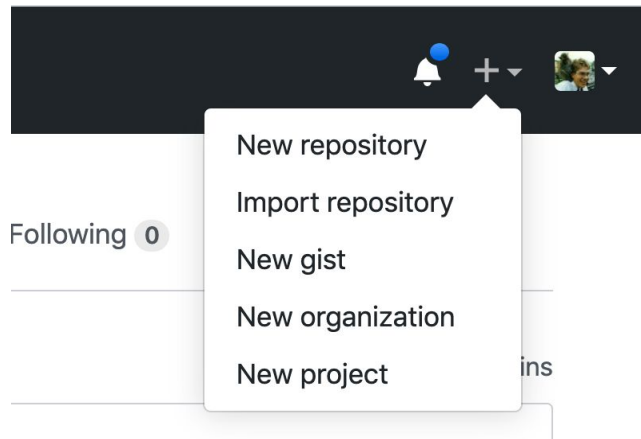 New repository
Import repository
Following 0
New gist
New organization
New project
ins